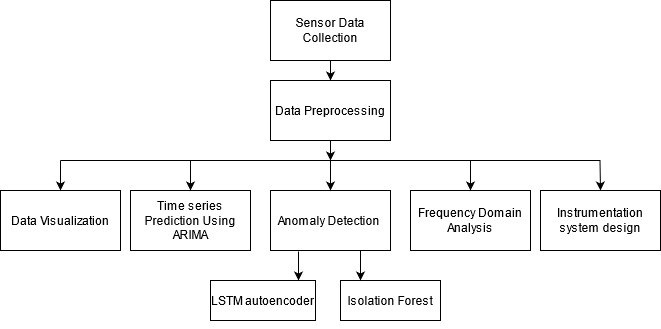 Sensor Data
Collection
Data Preprocessing
Data Visualization
Time series
Prediction Using
ARIMA
Anomaly Detection
Frequency Domain
Analysis
Instrumentation
system design
LSTM autoencoder
Isolation Forest